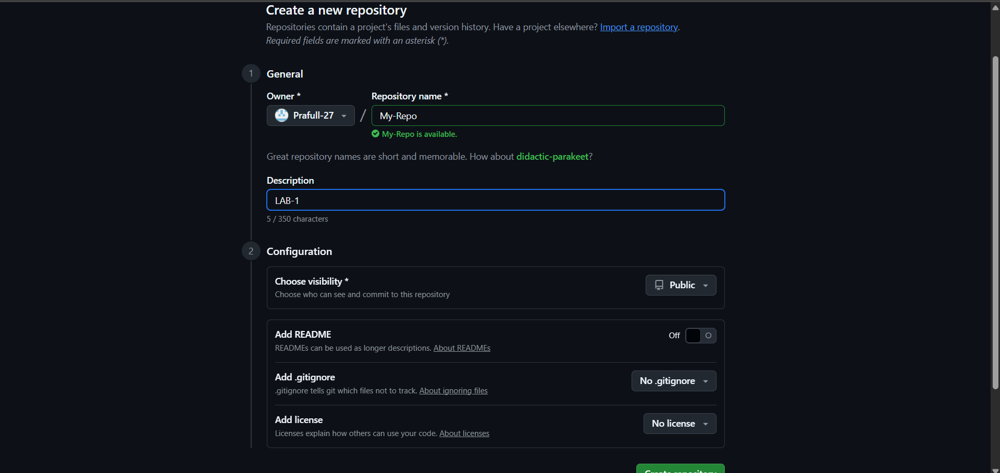 Create a new repository
Repositories contain a project's files and version history. Have a project elsewhere? Import a repository.
Required fields are marked with an asterisk (*).
1 General
Owner * Repository name *
Prafull-27 / My-Repo
My-Repo is available.
Great repository names are short and memorable. How about didactic-parakeet?
Description
LAB-1
5 / 350 characters
2 Configuration
Choose visibility *
Public
Choose who can see and commit to this repository
Add README
Off
READMEs can be used as longer descriptions. About READMEs
Add .gitignore
No .gitignore
.gitignore tells git which files not to track. About ignoring files
Add license
No license
Licenses explain how others can use your code. About licenses
Create repository